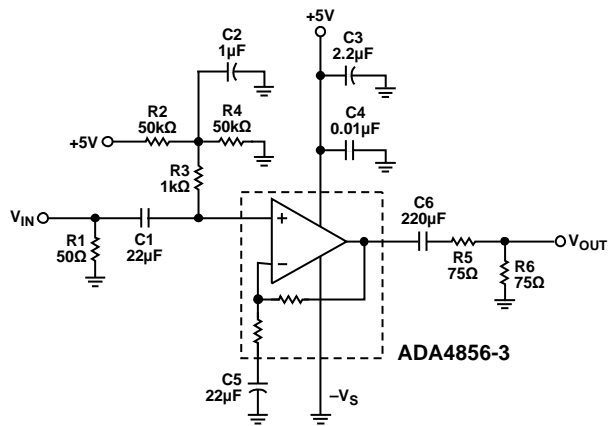 +5V
C2
1µF
C3
2.2µF
R2
50kΩ
R4
50kΩ
C4
0.01µF
+5V
R3
1kΩ
C6
220µF
VIN
+
VOUT
R1
50Ω
C1
22µF
R5
75Ω
R6
75Ω
–
ADA4856-3
C5
22µF
–VS